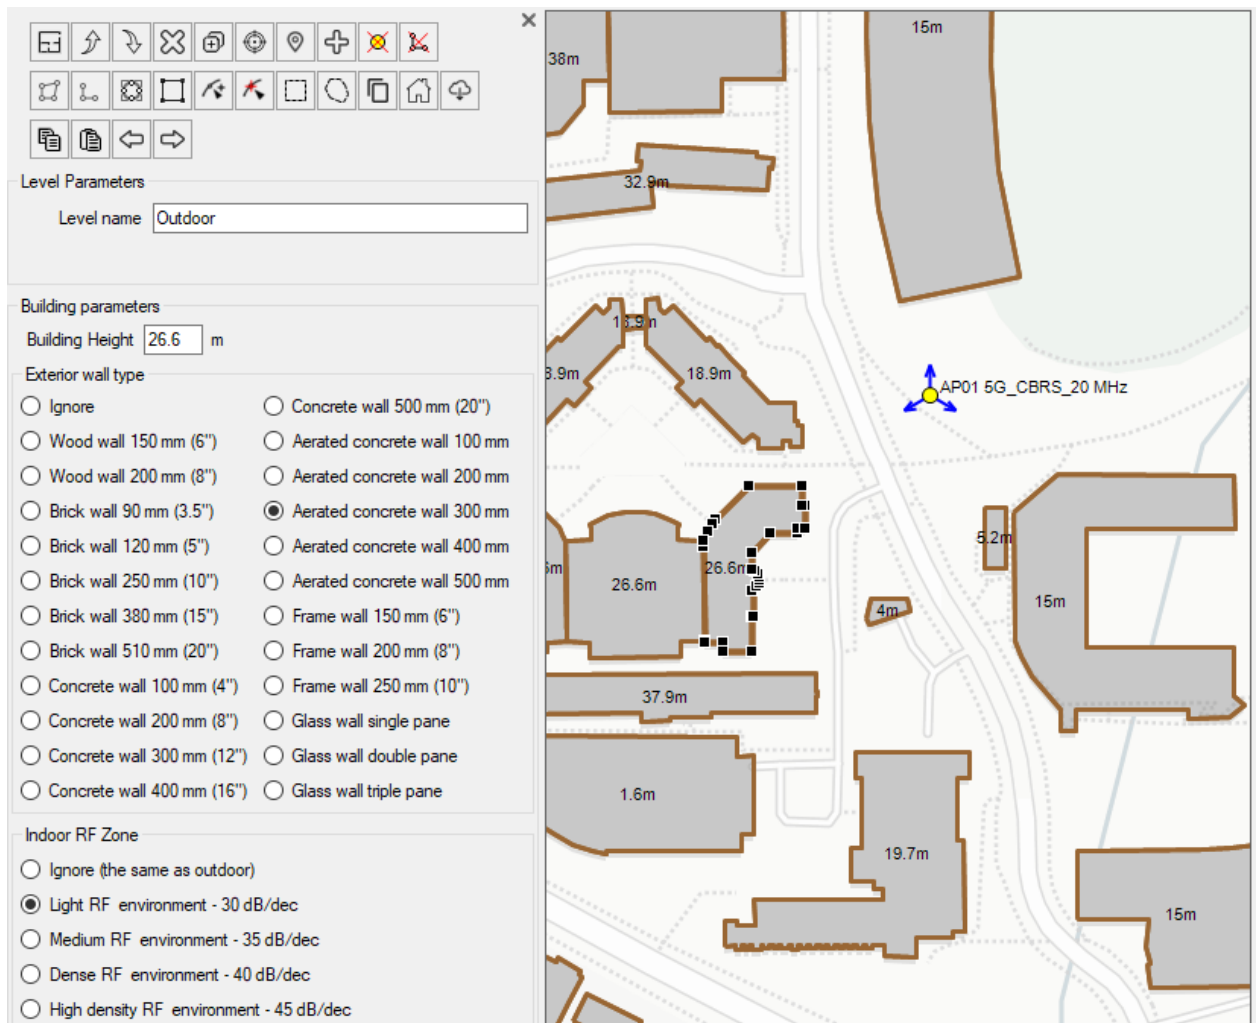 Level Parameters
Level name Outdoor
Building parameters
Building Height 26.6 m
Exterior wall type
Ignore
Wood wall 150 mm (6")
Wood wall 200 mm (8")
Brick wall 90 mm (3.5")
Brick wall 120 mm (5")
Brick wall 250 mm (10")
Brick wall 380 mm (15")
Brick wall 510 mm (20")
Concrete wall 100 mm (4")
Concrete wall 200 mm (8")
Concrete wall 300 mm (12")
Concrete wall 400 mm (16")
Concrete wall 500 mm (20")
Aerated concrete wall 100 mm
Aerated concrete wall 200 mm
Aerated concrete wall 300 mm
Aerated concrete wall 400 mm
Aerated concrete wall 500 mm
Frame wall 150 mm (6")
Frame wall 200 mm (8")
Frame wall 250 mm (10")
Glass wall single pane
Glass wall double pane
Glass wall triple pane
Indoor RF Zone
Ignore (the same as outdoor)
Light RF environment - 30 dB/dec
Medium RF environment - 35 dB/dec
Dense RF environment - 40 dB/dec
High density RF environment - 45 dB/dec
15m
38m
32.9m
18.9m
AP01 5G_CBRS_20 MHz
5.2m
26.6m
26.6m
15m
4m
37.9m
1.6m
19.7m
15m